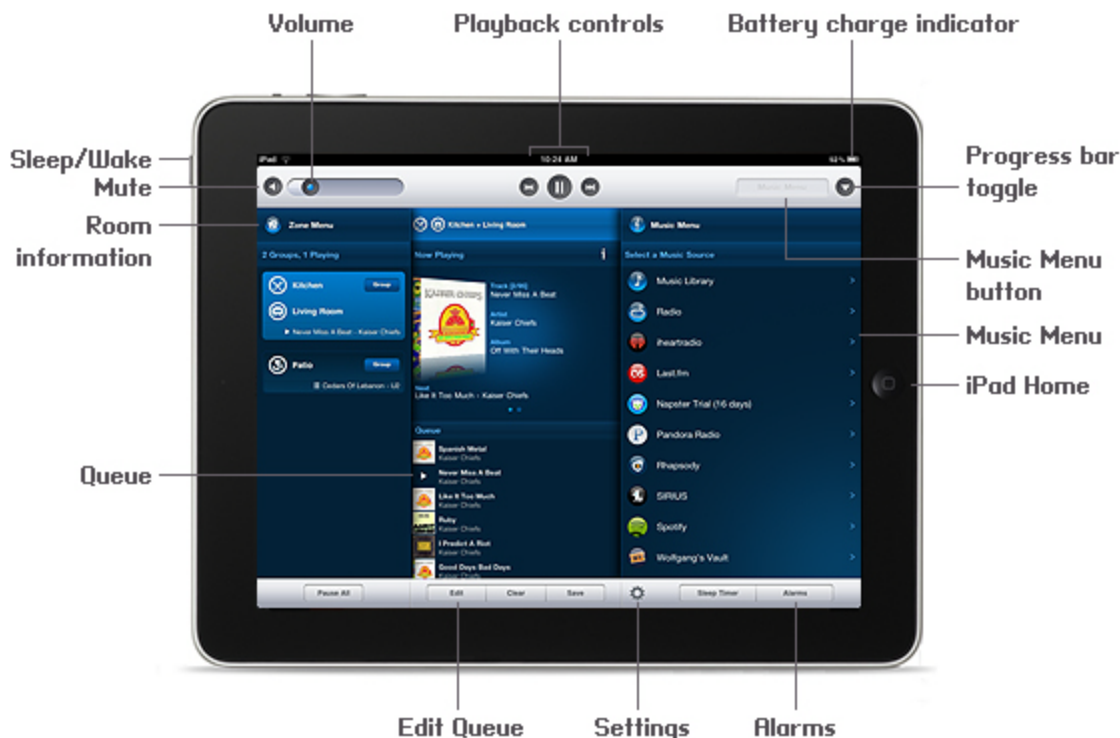 Volume
Playback controls
Battery charge indicator
Sleep/Wake
Mute
Room
information
Progress bar
toggle
Music Menu
button
Music Menu
iPad Home
Queue
Edit Queue
Settings
Alarms
iPad
10:24 AM
Music Menu
Zone Menu
2 Groups, 1 Playing
Kitchen
Group
Living Room
Never Miss A Beat - Kaiser Chiefs
Patio
Group
Cedars Of Lebanon - U2
Kitchen + Living Room
Now Playing
KAISER CHIEFS
Never Miss A Beat
Artist
Kaiser Chiefs
Album
Off With Their Heads
Next
Like It Too Much - Kaiser Chiefs
Queue
Spanish Metal
Kaiser Chiefs
Never Miss A Beat
Kaiser Chiefs
Like It Too Much
Kaiser Chiefs
Ruby
Kaiser Chiefs
I Predict A Riot
Kaiser Chiefs
Good Days Bad Days
Kaiser Chiefs
Music Menu
Select a Music Source
Music Library
Radio
iheartradio
Last.fm
Napster Trial (16 days)
Pandora Radio
Rhapsody
SIRIUS
Spotify
Wolfgang's Vault
Pause All
Edit
Clear
Save
Sleep Timer
Alarms